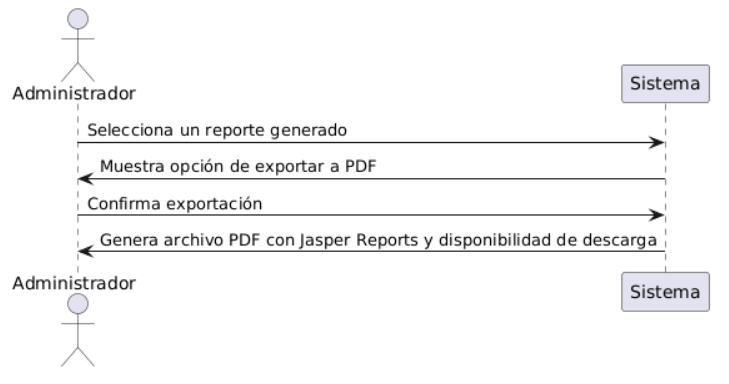 Administrador
Sistema
Selecciona un reporte generado
Muestra opción de exportar a PDF
Confirma exportación
Genera archivo PDF con Jasper Reports y disponibilidad de descarga
Administrador
Sistema